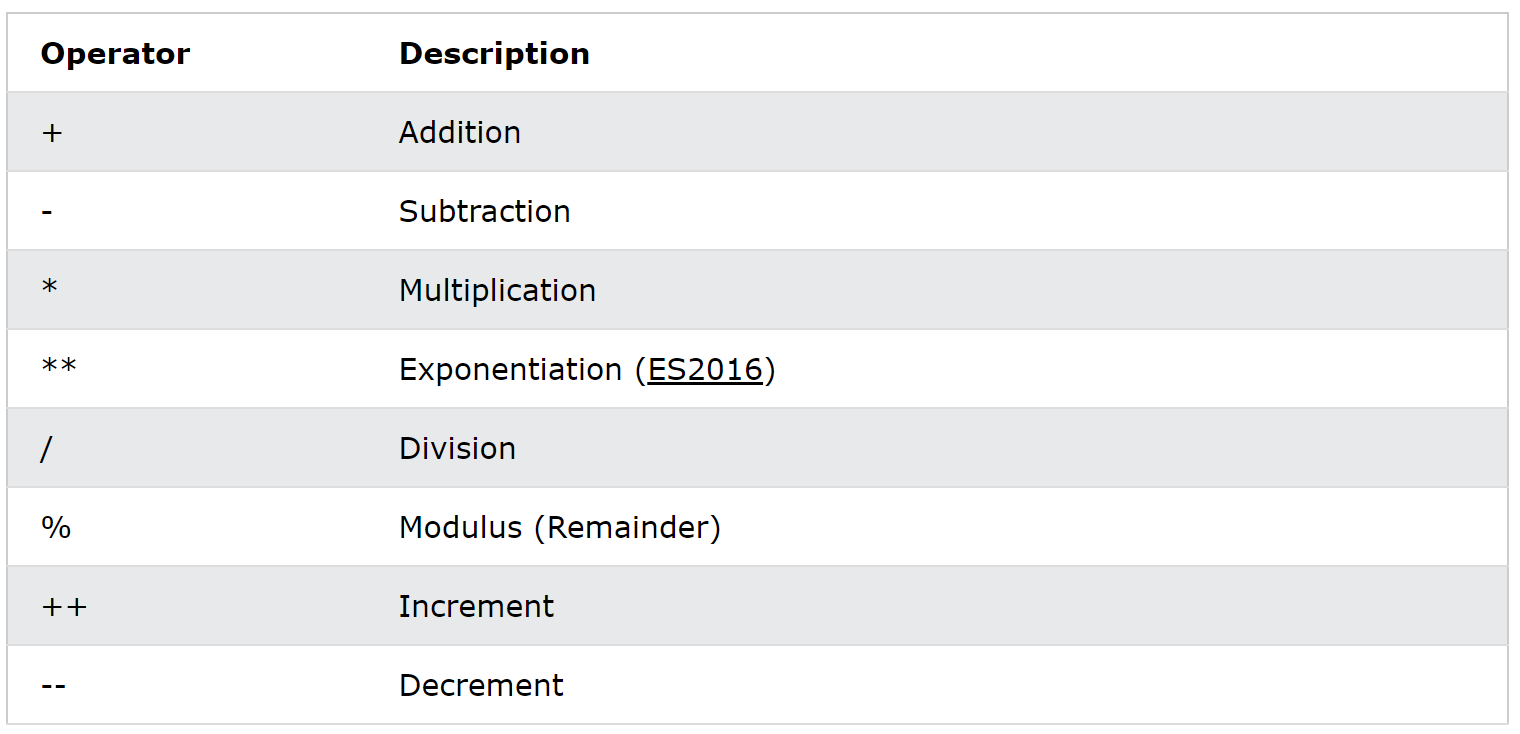 Operator Description
+ Addition
- Subtraction
* Multiplication
** Exponentiation (ES2016)
/ Division
% Modulus (Remainder)
++ Increment
-- Decrement